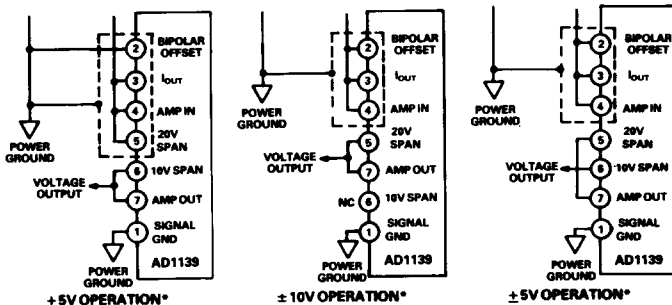 2
BIPOLAR
OFFSET
3
IOUT
4
AMP IN
POWER
GROUND
5
20V
SPAN
VOLTAGE
OUTPUT
6
10V SPAN
7
AMP OUT
1
SIGNAL
GND
POWER
GROUND
AD1139
+5V OPERATION*
2
BIPOLAR
OFFSET
3
IOUT
4
AMP IN
POWER
GROUND
5
20V
SPAN
VOLTAGE
OUTPUT
7
AMP OUT
NC
6
10V SPAN
1
SIGNAL
GND
POWER
GROUND
AD1139
±10V OPERATION*
2
BIPOLAR
OFFSET
3
IOUT
4
AMP IN
POWER
GROUND
5
20V
SPAN
VOLTAGE
OUTPUT
6
10V SPAN
7
AMP OUT
1
SIGNAL
GND
POWER
GROUND
AD1139
±5V OPERATION*